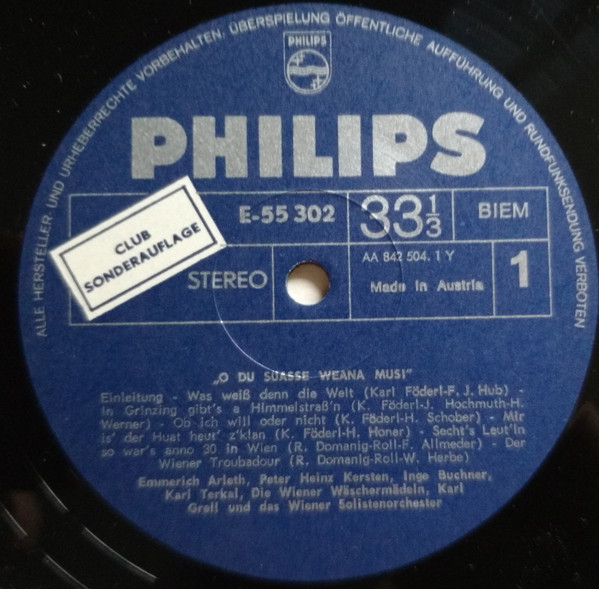 ALLE HERSTELLER- UND URHEBERRECHTE VORBEHALTEN. ÜBERSPIELUNG ÖFFENTLICHE AUFFÜHRUNG UND RUNDFUNKSENDUNG VERBOTEN
PHILIPS
PHILIPS
E-55 302
33 1/3
BIEM
CLUB
SONDERAUFLAGE
STEREO
AA 842 504. 1 Y
Made in Austria
1
„O DU SUASSE WEANA MUSI"
Einleitung - Was weiß denn die Welt (Karl Föderl-F. J. Hub) -
In Grinzing gibt's a Himmelstraß'n (K. Föderl-J. Hochmuth-H.
Werner) - Ob ich will oder nicht (K. Föderl-H. Schober) - Mir
is' der Huat heut' z'klan (K. Föderl-H. Honer) - Secht's Leut'ln
so war's anno 30 in Wien (R. Domanig-Roll-F. Allmeder) - Der
Wiener Troubadour (R. Domanig-Roll-W. Herbe)
Emmerich Arleth, Peter Heinz Kersten, Inge Buchner,
Karl Terkal, Die Wiener Wäschermädeln, Karl
Grell und das Wiener Solistenorchester